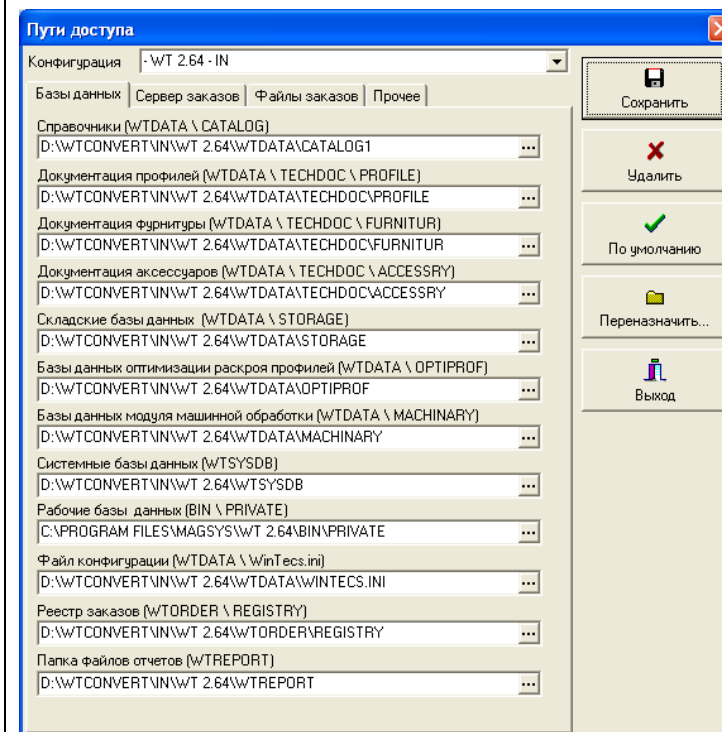 Пути доступа
Конфигурация - WT 2.64 - IN
Базы данных Сервер заказов Файлы заказов Прочее
Справочники (WTDATA \ CATALOG)
D:\WTCONVERT\IN\WT 2.64\WTDATA\CATALOG1 ...
Документация профилей (WTDATA \ TECHDOC \ PROFILE)
D:\WTCONVERT\IN\WT 2.64\WTDATA\TECHDOC\PROFILE ...
Документация фурнитуры (WTDATA \ TECHDOC \ FURNITUR)
D:\WTCONVERT\IN\WT 2.64\WTDATA\TECHDOC\FURNITUR ...
Документация аксессуаров (WTDATA \ TECHDOC \ ACCESSRY)
D:\WTCONVERT\IN\WT 2.64\WTDATA\TECHDOC\ACCESSRY ...
Складские базы данных (WTDATA \ STORAGE)
D:\WTCONVERT\IN\WT 2.64\WTDATA\STORAGE ...
Базы данных оптимизации раскроя профилей (WTDATA \ OPTIPROF)
D:\WTCONVERT\IN\WT 2.64\WTDATA\OPTIPROF ...
Базы данных модуля машинной обработки (WTDATA \ MACHINARY)
D:\WTCONVERT\IN\WT 2.64\WTDATA\MACHINARY ...
Системные базы данных (WTSYSDB)
D:\WTCONVERT\IN\WT 2.64\WTSYSDB ...
Рабочие базы данных (BIN \ PRIVATE)
C:\PROGRAM FILES\MAGSYS\WT 2.64\BIN\PRIVATE ...
Файл конфигурации (WTDATA \ WinTecs.ini)
D:\WTCONVERT\IN\WT 2.64\WTDATA\WINTECS.INI ...
Реестр заказов (WTORDER \ REGISTRY)
D:\WTCONVERT\IN\WT 2.64\WTORDER\REGISTRY ...
Папка файлов отчетов (WTREPORT)
D:\WTCONVERT\IN\WT 2.64\WTREPORT ...
Сохранить
Удалить
По умолчанию
Переназначить...
Выход